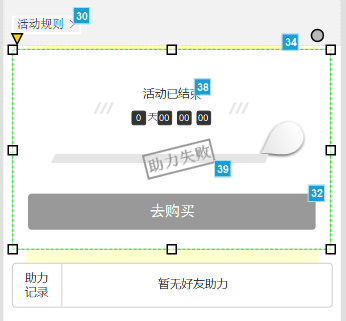 活动规则 >
30
34
38
活动已结束
0 天 00 00 00
助力失败
39
32
去购买
助力
记录
暂无好友助力